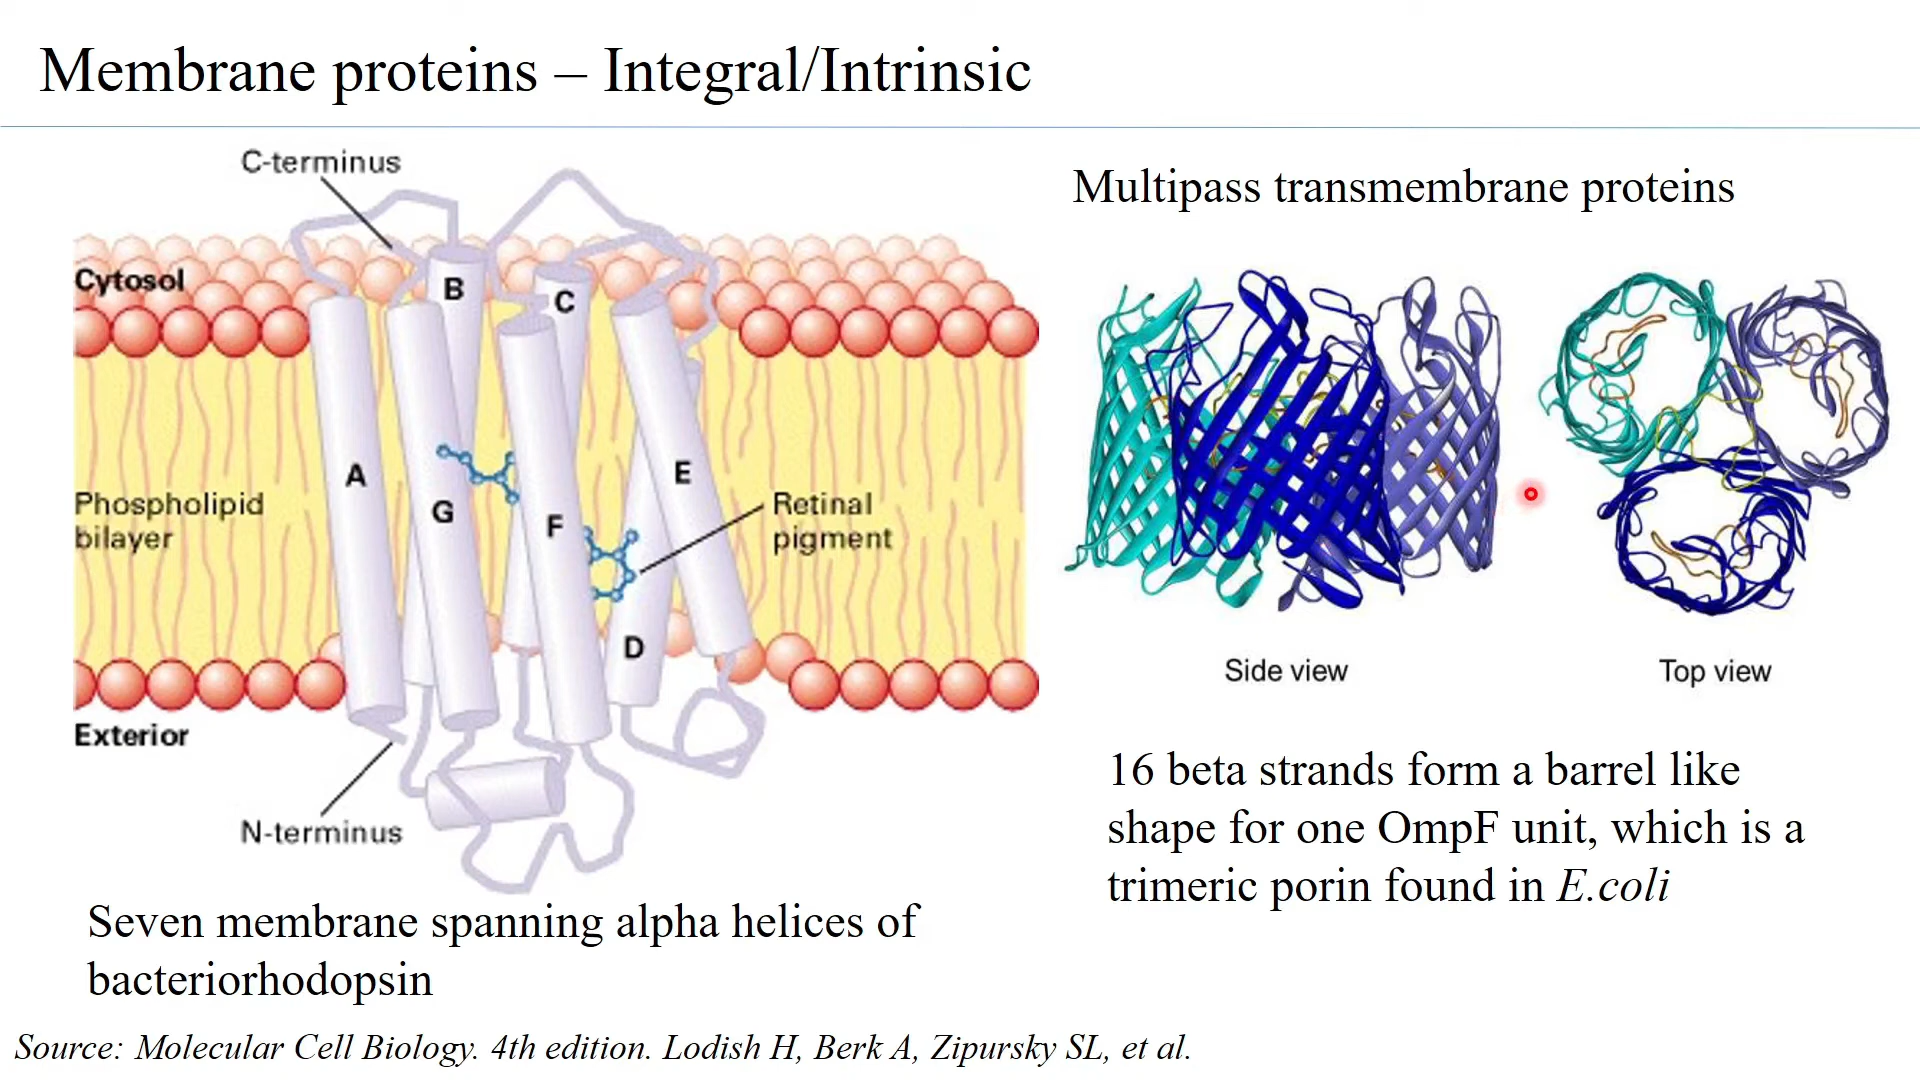 Membrane proteins – Integral/Intrinsic
C-terminus
Multipass transmembrane proteins
Cytosol
B
C
A
E
G
F
Phospholipid
bilayer
Retinal
pigment
D
Side view
Top view
Exterior
N-terminus
16 beta strands form a barrel like
shape for one OmpF unit, which is a
trimeric porin found in E.coli
Seven membrane spanning alpha helices of
bacteriorhodopsin
Source: Molecular Cell Biology. 4th edition. Lodish H, Berk A, Zipursky SL, et al.